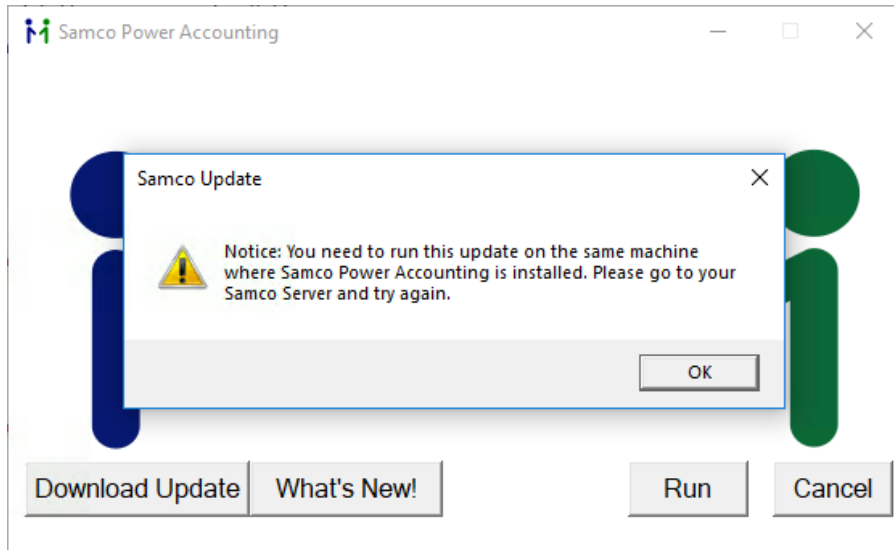 Samco Power Accounting
Samco Update
Notice: You need to run this update on the same machine
where Samco Power Accounting is installed. Please go to your
Samco Server and try again.
OK
Download Update What's New! Run Cancel